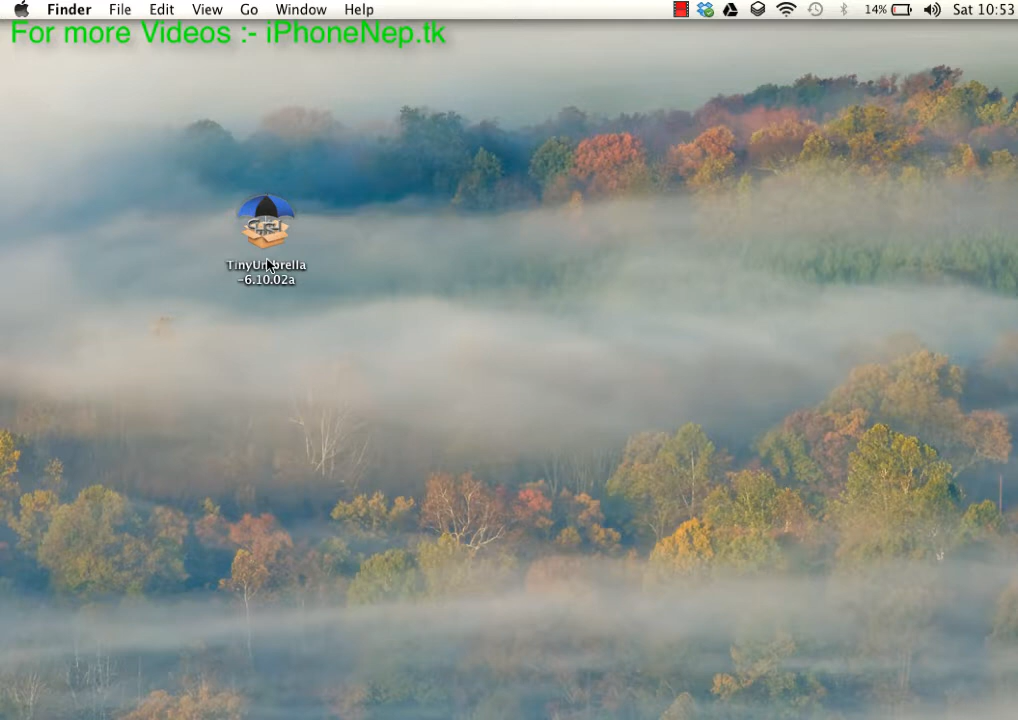 Finder File Edit View Go Window Help 14% Sat 10:53
For more Videos :- iPhoneNep.tk
TinyUmbrella
-6.10.02a